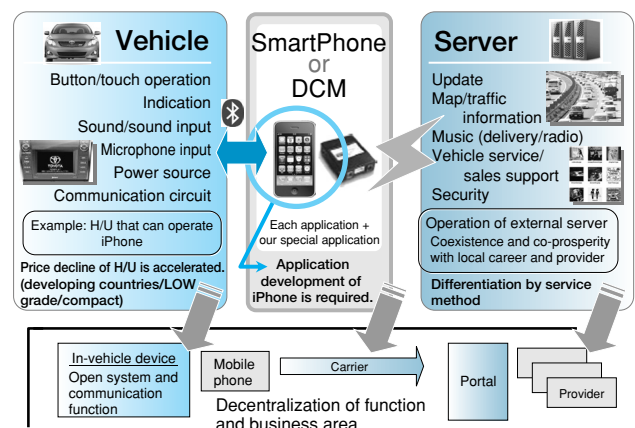 Vehicle
Button/touch operation
Indication
Sound/sound input
Microphone input
Power source
Communication circuit
TOYOTA
Example: H/U that can operate
iPhone
Price decline of H/U is accelerated.
(developing countries/LOW
grade/compact)
SmartPhone
or
DCM
Each application +
our special application
Application
development of
iPhone is required.
Server
Update
Map/traffic
information
Music (delivery/radio)
Vehicle service/
sales support
Security
Operation of external server
Coexistence and co-prosperity
with local career and provider
Differentiation by service
method
In-vehicle device
Open system and
communication
function
Mobile
phone
Carrier
Portal
Provider
Decentralization of function
and business area